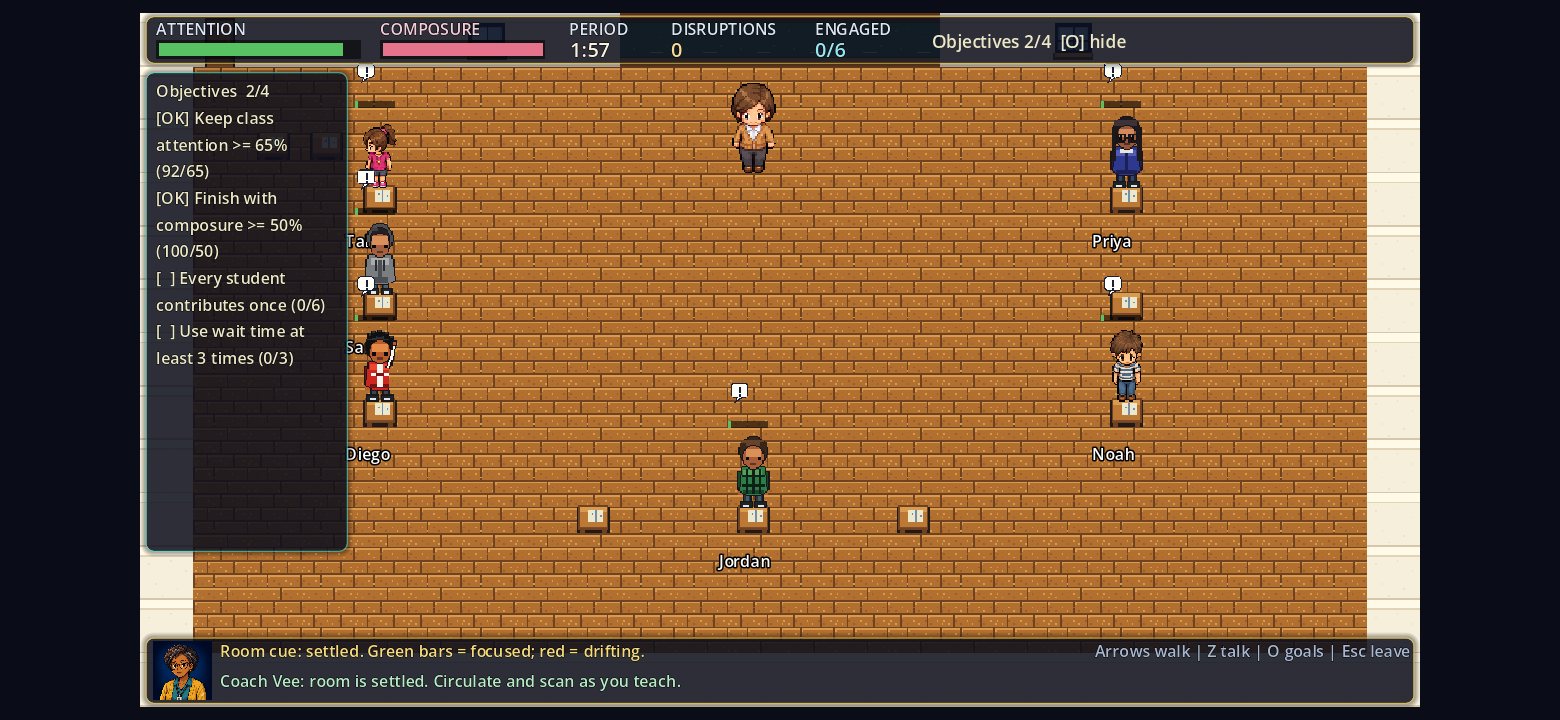 ATTENTION COMPOSURE PERIOD DISRUPTIONS ENGAGED
1:57 0 0/6
Objectives 2/4 [O] hide
Objectives 2/4
[OK] Keep class
attention >= 65%
(92/65)
[OK] Finish with
composure >= 50%
(100/50)
[ ] Every student
contributes once (0/6)
[ ] Use wait time at
least 3 times (0/3)
Priya
Diego
Noah
Jordan
Room cue: settled. Green bars = focused; red = drifting.
Arrows walk | Z talk | O goals | Esc leave
Coach Vee: room is settled. Circulate and scan as you teach.